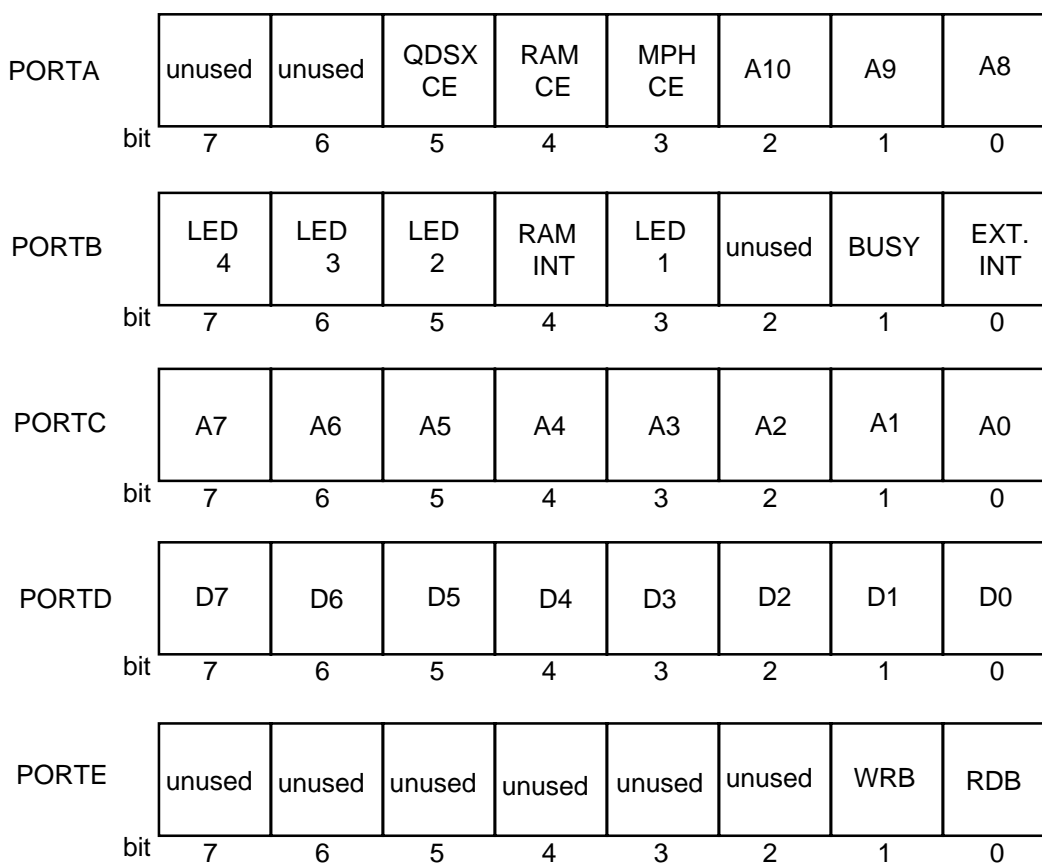 PORTA unused unused QDSX CE RAM CE MPH CE A10 A9 A8
bit 7 6 5 4 3 2 1 0
PORTB LED 4 LED 3 LED 2 RAM INT LED 1 unused BUSY EXT. INT
bit 7 6 5 4 3 2 1 0
PORTC A7 A6 A5 A4 A3 A2 A1 A0
bit 7 6 5 4 3 2 1 0
PORTD D7 D6 D5 D4 D3 D2 D1 D0
bit 7 6 5 4 3 2 1 0
PORTE unused unused unused unused unused unused WRB RDB
bit 7 6 5 4 3 2 1 0